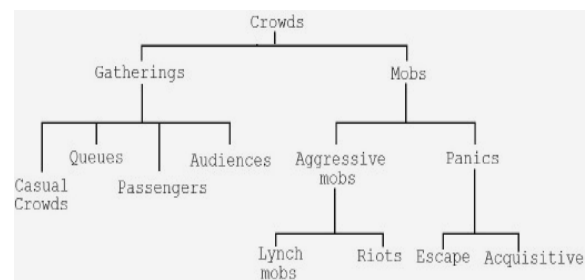 Crowds
Gatherings
Mobs
Casual
Crowds
Queues
Passengers
Audiences
Aggressive
mobs
Panics
Lynch
mobs
Riots
Escape
Acquisitive